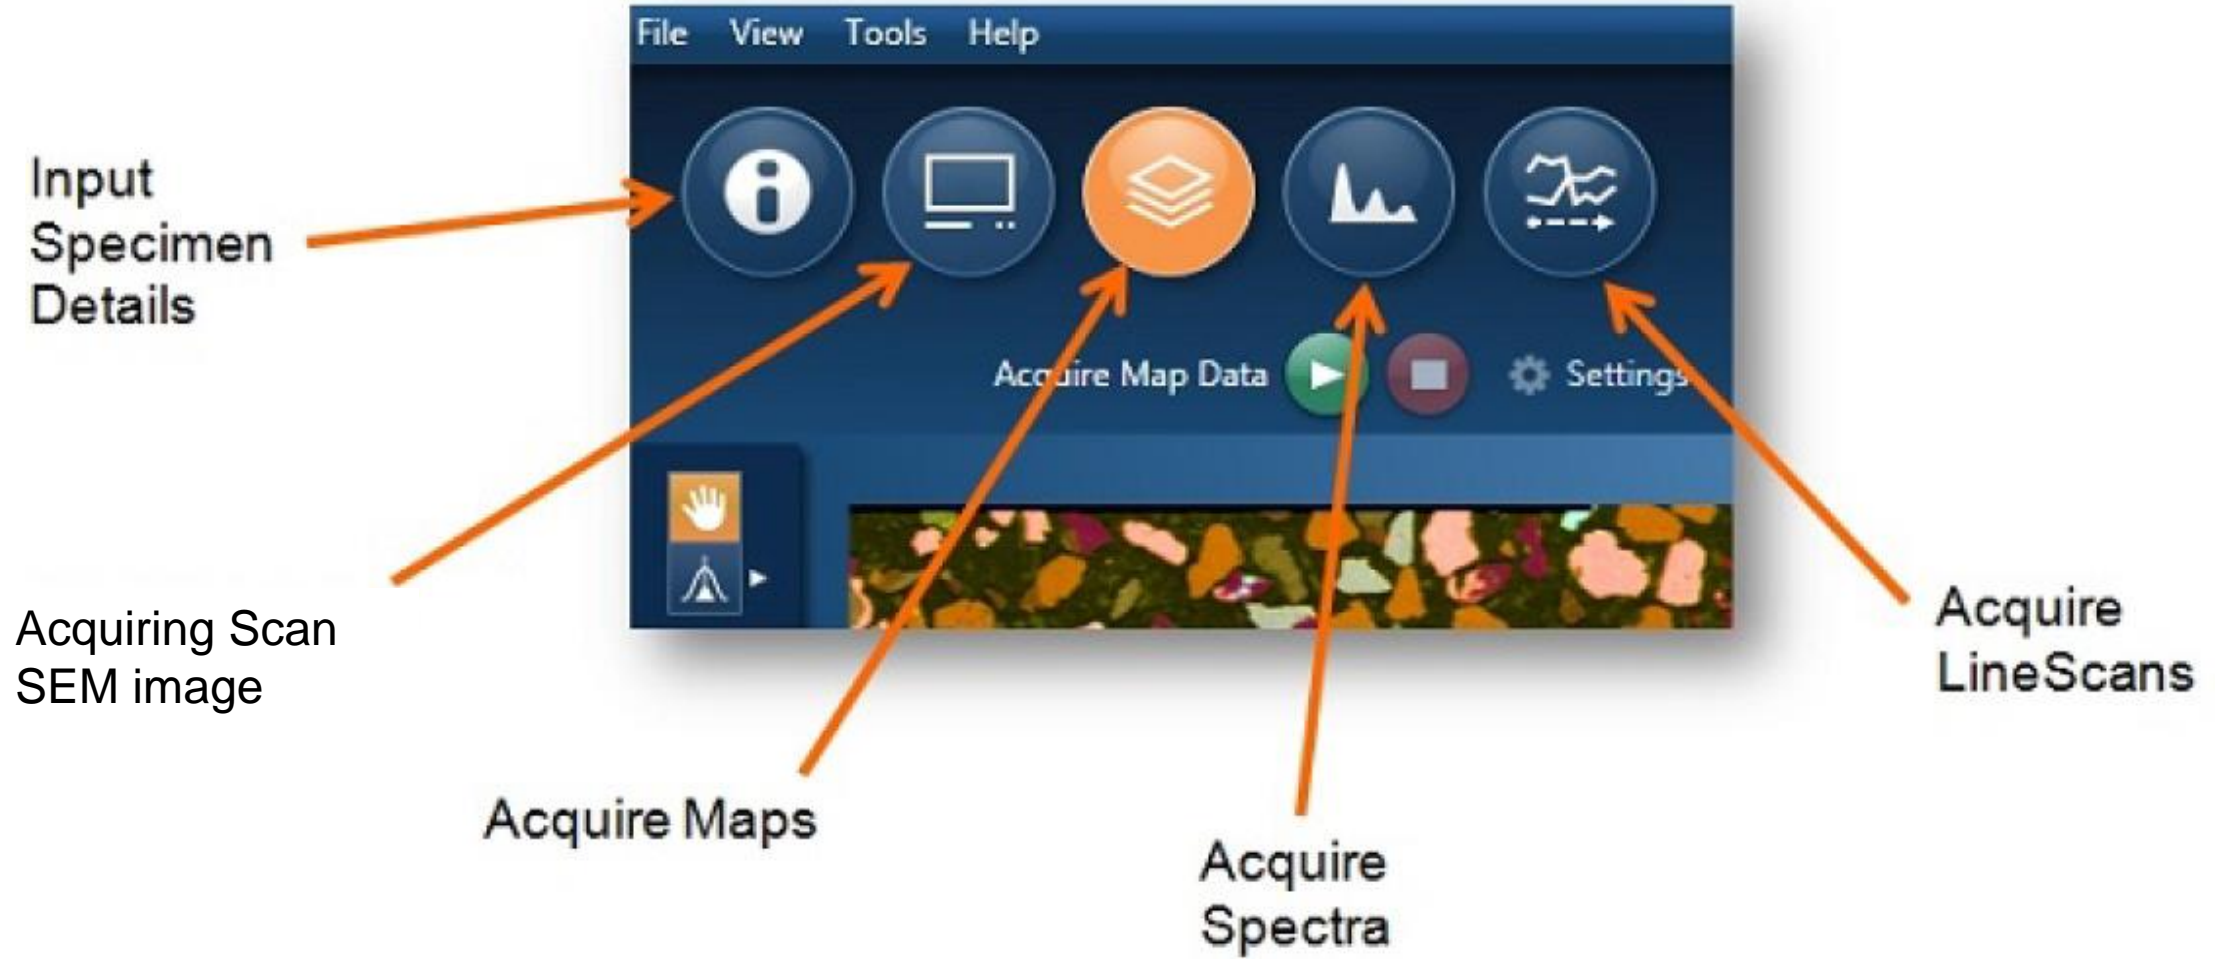 File View Tools Help
Input
Specimen
Details
Acquire Map Data Settings
Acquiring Scan
SEM image
Acquire
LineScans
Acquire Maps
Acquire
Spectra